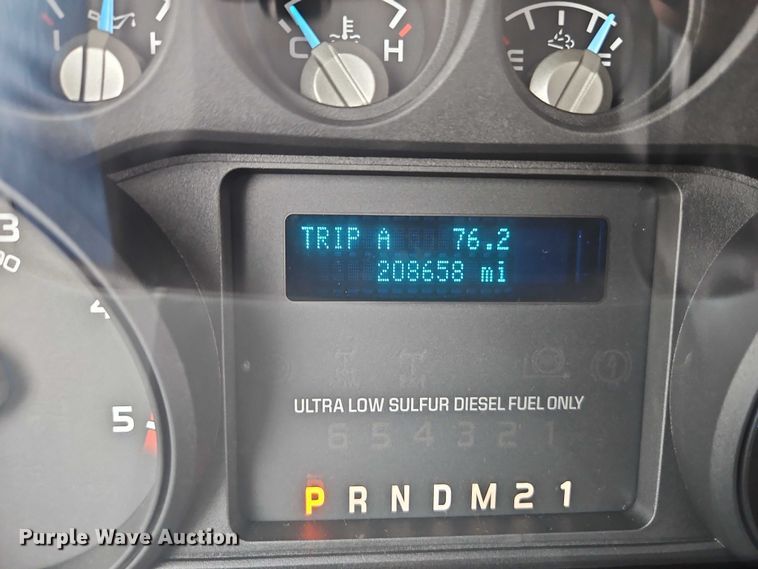 H
C H
E F
TRIP A 76.2
208658 mi
3
4
5
ULTRA LOW SULFUR DIESEL FUEL ONLY
6 5 4 3 2 1
P R N D M 2 1
Purple Wave Auction